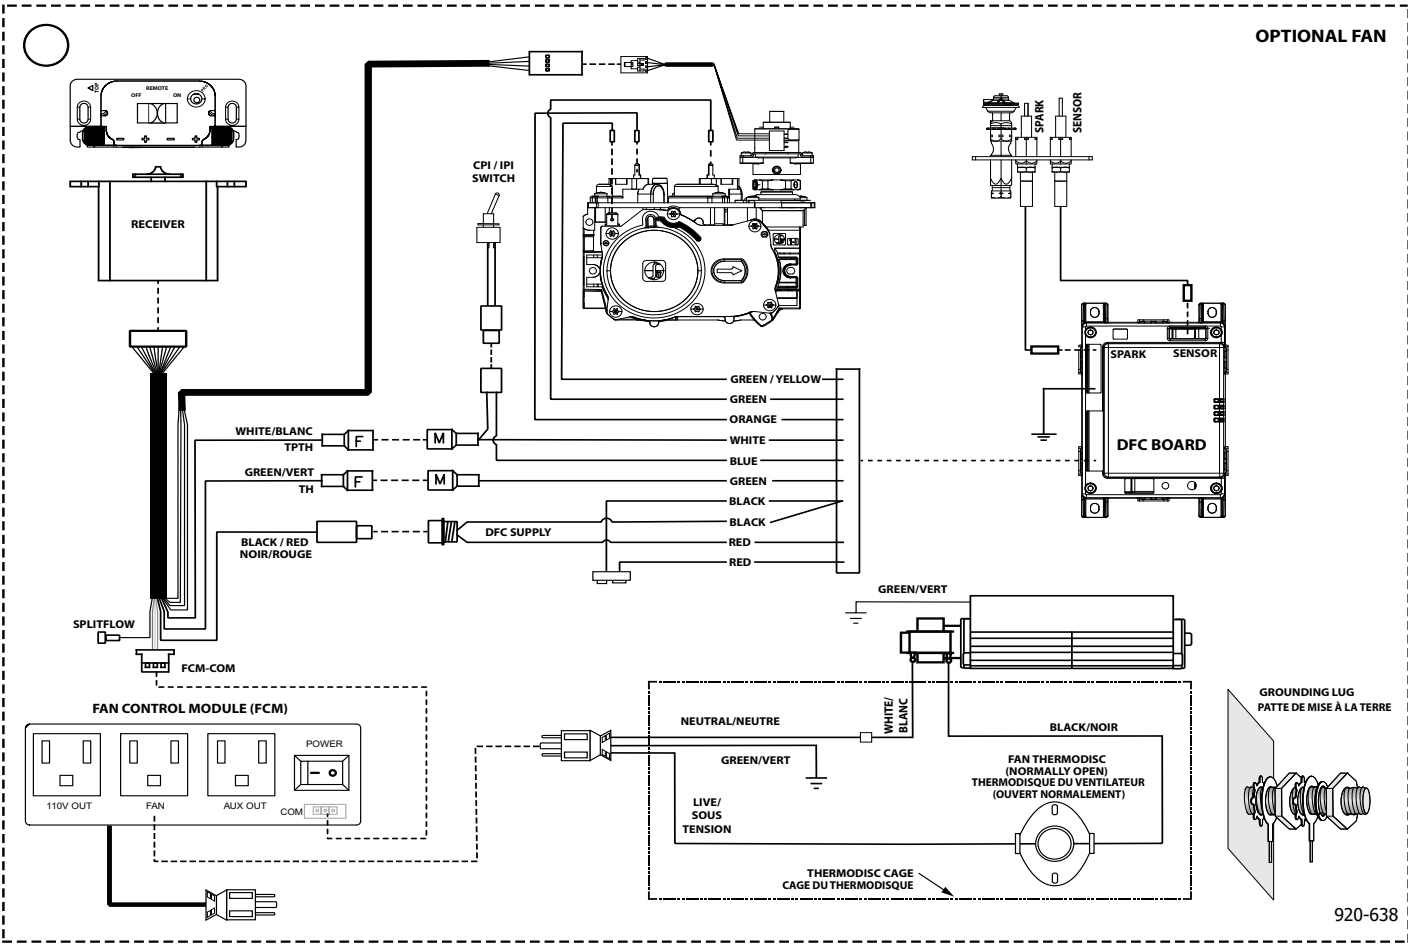 OPTIONAL FAN
TOP
REMOTE
OFF
ON
RECEIVER
CPI / IPI
SWITCH
SPARK
SENSOR
SPARK
SENSOR
DFC BOARD
GREEN / YELLOW
GREEN
ORANGE
WHITE
BLUE
GREEN
BLACK
BLACK
RED
RED
WHITE/BLANC
TPTH
F
M
GREEN/VERT
TH
F
M
BLACK / RED
NOIR/ROUGE
DFC SUPPLY
SPLITFLOW
FCM-COM
FAN CONTROL MODULE (FCM)
POWER
110V OUT
FAN
AUX OUT
COM
GREEN/VERT
NEUTRAL/NEUTRE
WHITE/
BLANC
BLACK/NOIR
GREEN/VERT
LIVE/
SOUS
TENSION
FAN THERMODISC
(NORMALLY OPEN)
THERMODISQUE DU VENTILATEUR
(OUVERT NORMALEMENT)
THERMODISC CAGE
CAGE DU THERMODISQUE
GROUNDING LUG
PATTE DE MISE À LA TERRE
920-638